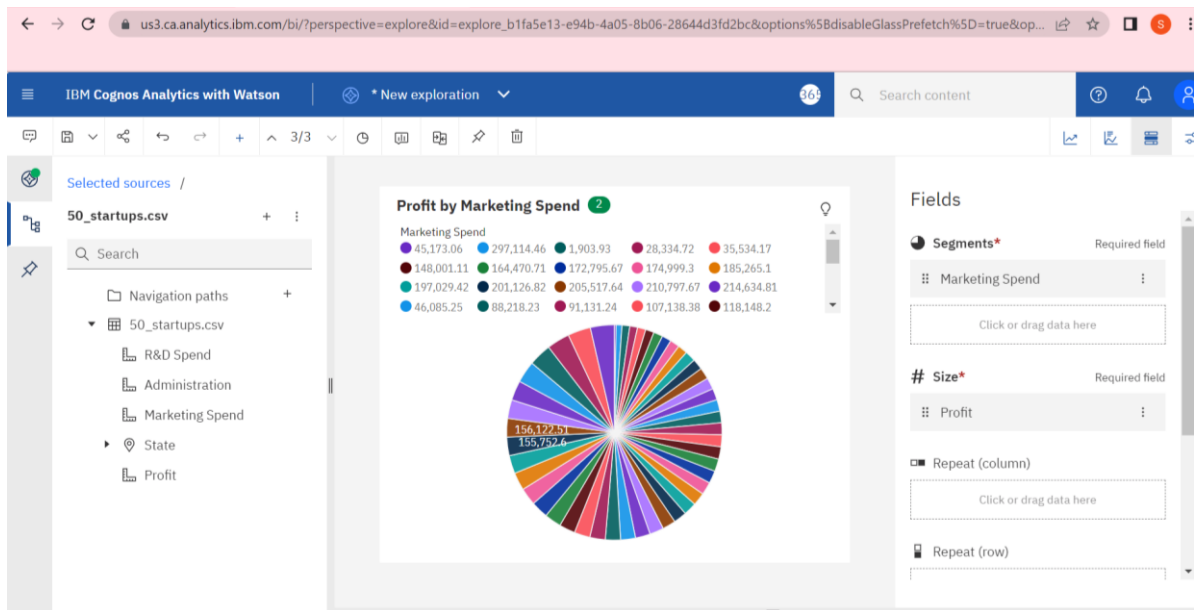 us3.ca.analytics.ibm.com/bi/?perspective=explore&id=explore_b1fa5e13-e94b-4a05-8b06-28644d3fd2bc&options%5BdisableGlassPrefetch%5D=true&op...
S
IBM Cognos Analytics with Watson
* New exploration
365
Search content
3/3
Selected sources /
50_startups.csv
Search
Navigation paths
50_startups.csv
R&D Spend
Administration
Marketing Spend
State
Profit
Profit by Marketing Spend 2
Marketing Spend
45,173.06 297,114.46 1,903.93 28,334.72 35,534.17
148,001.11 164,470.71 172,795.67 174,999.3 185,265.1
197,029.42 201,126.82 205,517.64 210,797.67 214,634.81
46,085.25 88,218.23 91,131.24 107,138.38 118,148.2
156,122.51
155,752.6
Fields
Segments* Required field
Marketing Spend
Click or drag data here
# Size* Required field
Profit
Repeat (column)
Click or drag data here
Repeat (row)